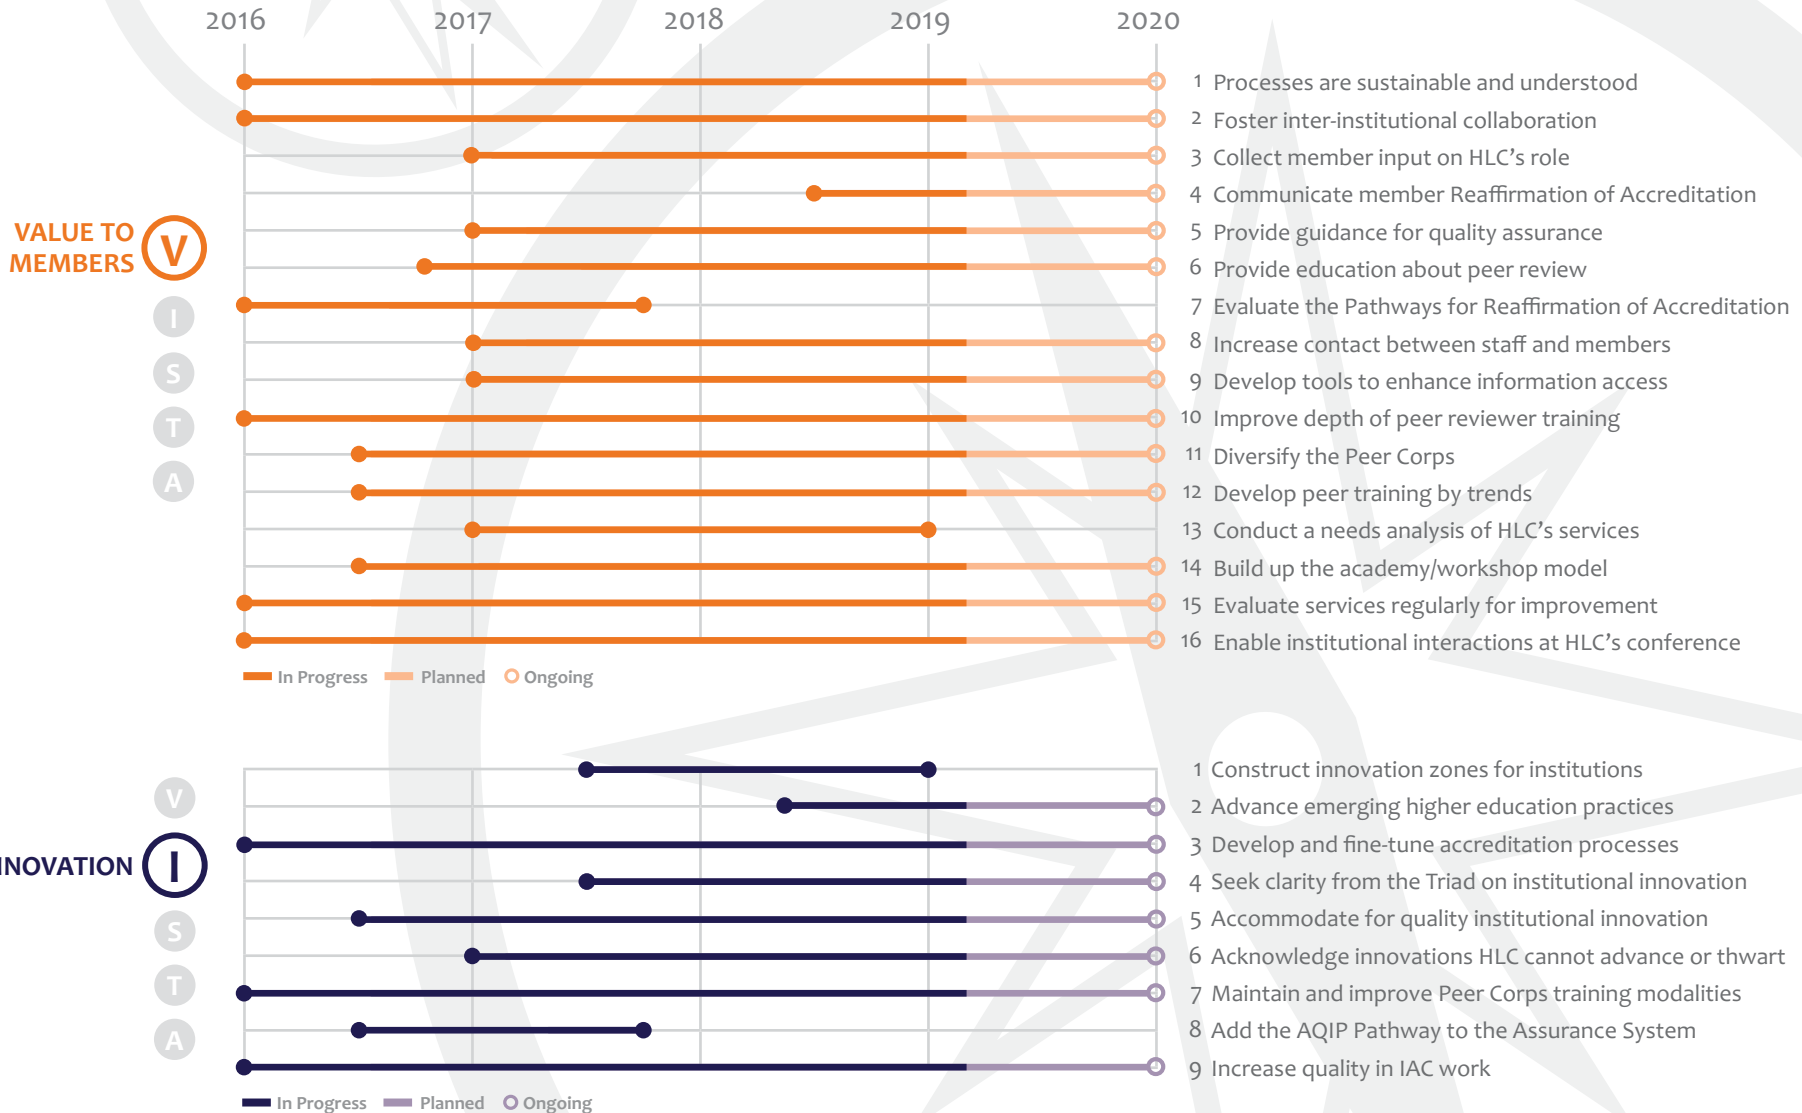 2016 2017 2018 2019 2020
1 Processes are sustainable and understood
2 Foster inter-institutional collaboration
3 Collect member input on HLC’s role
4 Communicate member Reaffirmation of Accreditation
VALUE TO
MEMBERS
V
5 Provide guidance for quality assurance
6 Provide education about peer review
I
7 Evaluate the Pathways for Reaffirmation of Accreditation
8 Increase contact between staff and members
S
9 Develop tools to enhance information access
T
10 Improve depth of peer reviewer training
11 Diversify the Peer Corps
A
12 Develop peer training by trends
13 Conduct a needs analysis of HLC’s services
14 Build up the academy/workshop model
15 Evaluate services regularly for improvement
16 Enable institutional interactions at HLC’s conference
In Progress Planned Ongoing
1 Construct innovation zones for institutions
V
2 Advance emerging higher education practices
3 Develop and fine-tune accreditation processes
NNOVATION I
4 Seek clarity from the Triad on institutional innovation
S
5 Accommodate for quality institutional innovation
6 Acknowledge innovations HLC cannot advance or thwart
T
7 Maintain and improve Peer Corps training modalities
A
8 Add the AQIP Pathway to the Assurance System
9 Increase quality in IAC work
In Progress Planned Ongoing